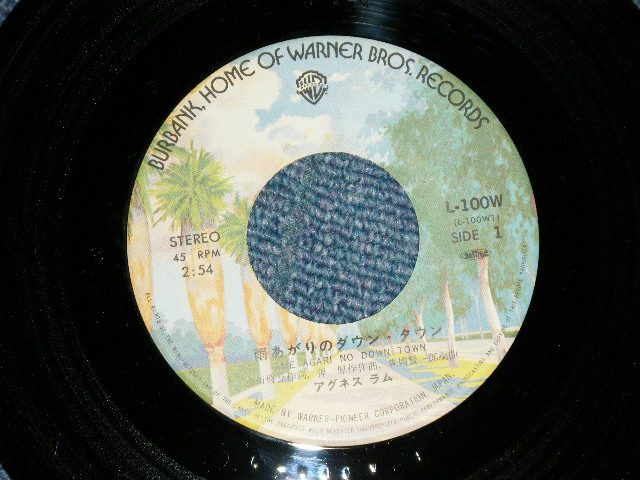 BURBANK, HOME OF WARNER BROS. RECORDS
L-100W
(L-100W1)
STEREO
SIDE 1
45 RPM
2:54
雨あがりのダウン・タウン
AME AGARI NO DOWN TOWN
アグネス ラム
MADE BY WARNER-PIONEER CORPORATION, JAPAN.